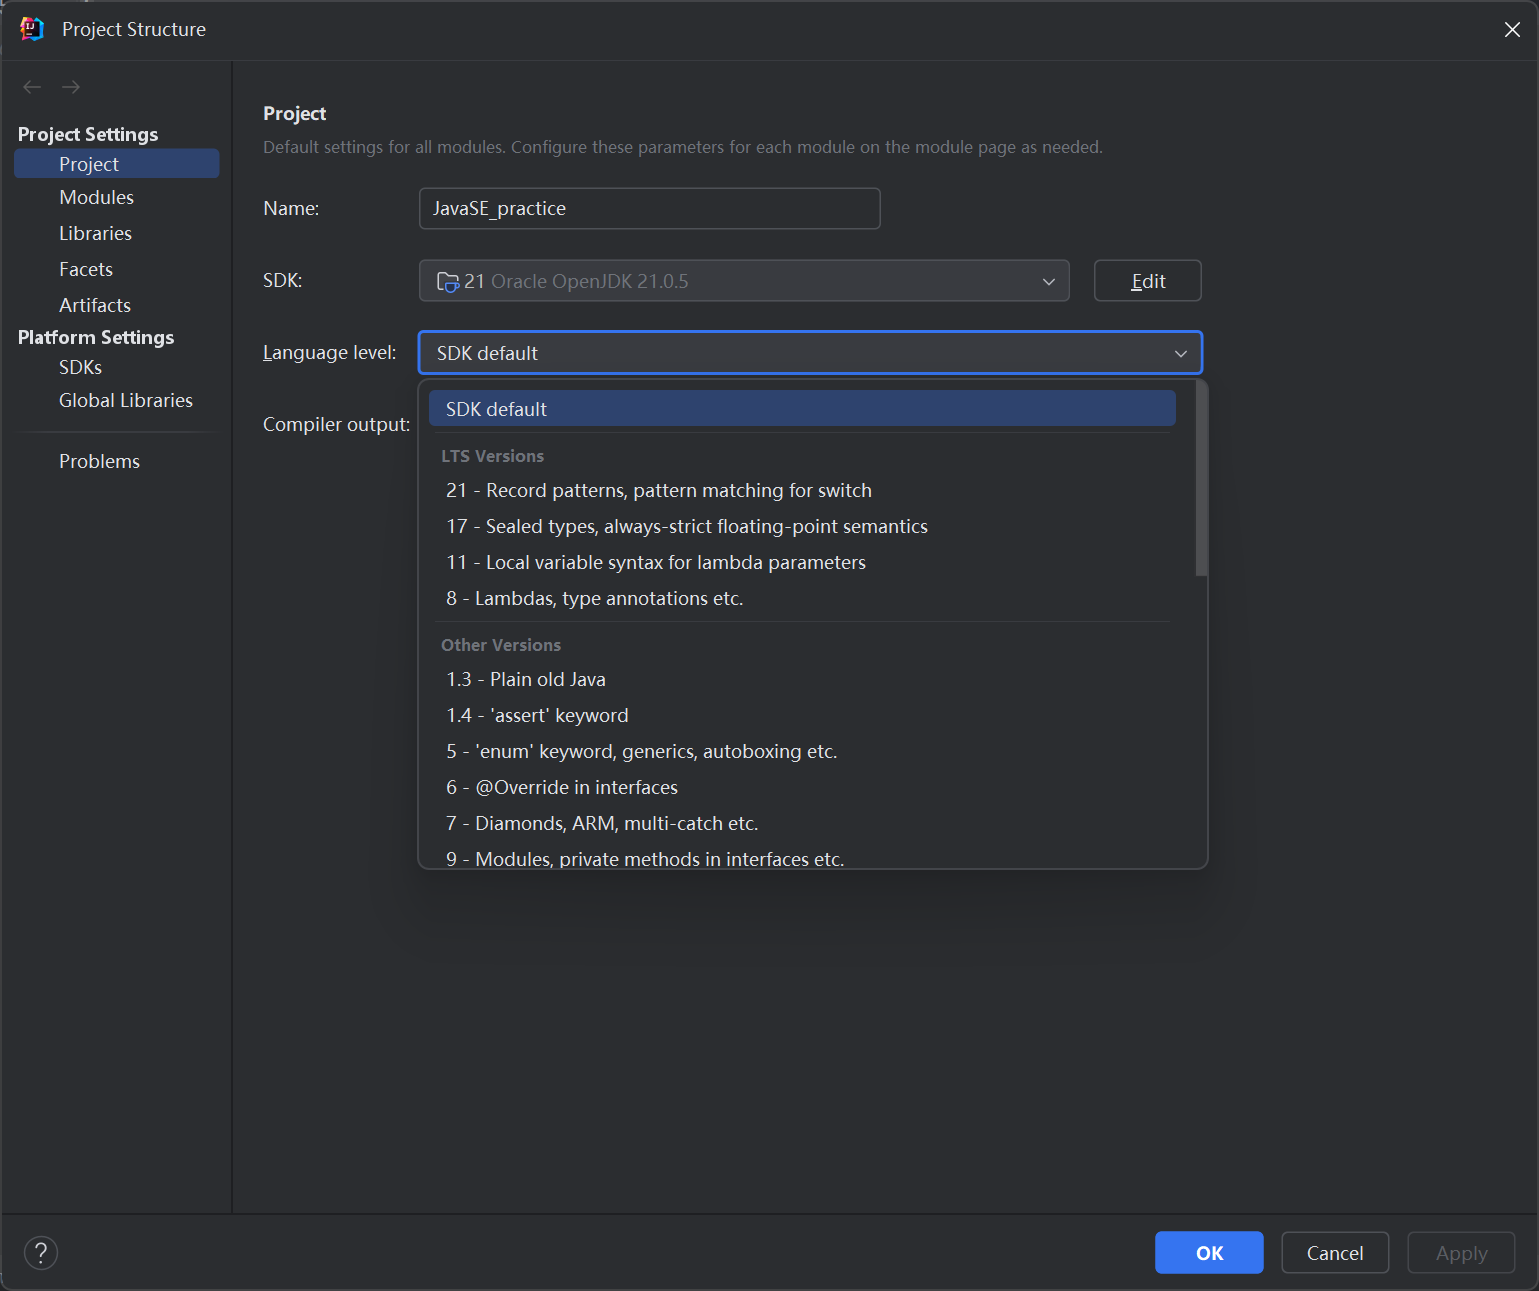 Project Structure
Project Settings
Project
Modules
Libraries
Facets
Artifacts
Platform Settings
SDKs
Global Libraries
Problems
Project
Default settings for all modules. Configure these parameters for each module on the module page as needed.
Name: JavaSE_practice
SDK: 21 Oracle OpenJDK 21.0.5 Edit
Language level: SDK default
Compiler output:
SDK default
LTS Versions
21 - Record patterns, pattern matching for switch
17 - Sealed types, always-strict floating-point semantics
11 - Local variable syntax for lambda parameters
8 - Lambdas, type annotations etc.
Other Versions
1.3 - Plain old Java
1.4 - 'assert' keyword
5 - 'enum' keyword, generics, autoboxing etc.
6 - @Override in interfaces
7 - Diamonds, ARM, multi-catch etc.
9 - Modules, private methods in interfaces etc.
? OK Cancel Apply